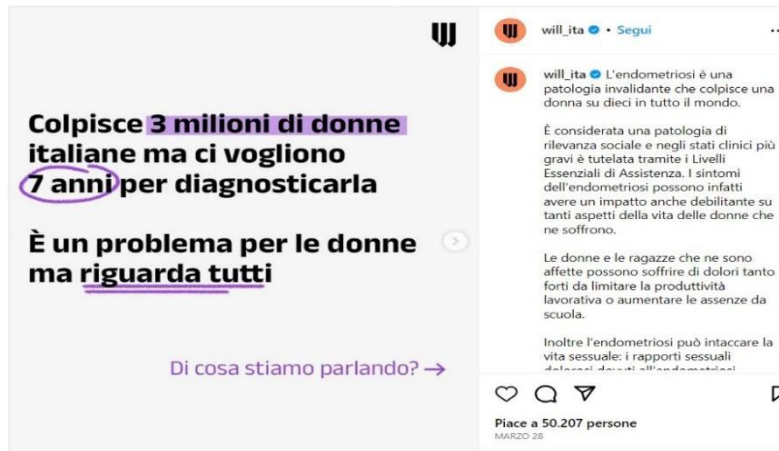 Colpisce 3 milioni di donne
italiane ma ci vogliono
7 anni per diagnosticarla
È un problema per le donne
ma riguarda tutti
Di cosa stiamo parlando? →
will_ita • Segui
will_ita L'endometriosi è una
patologia invalidante che colpisce una
donna su dieci in tutto il mondo.
È considerata una patologia di
rilevanza sociale e negli stati clinici più
gravi è tutelata tramite i Livelli
Essenziali di Assistenza. I sintomi
dell'endometriosi possono infatti
avere un impatto anche debilitante su
tanti aspetti della vita delle donne che
ne soffrono.
Le donne e le ragazze che ne sono
affette possono soffrire di dolori tanto
forti da limitare la produttività
lavorativa o aumentare le assenze da
scuola.
Inoltre l'endometriosi può intaccare la
vita sessuale: i rapporti sessuali
dolorosi dovuti all'endometriosi
Piace a 50.207 persone
MARZO 28